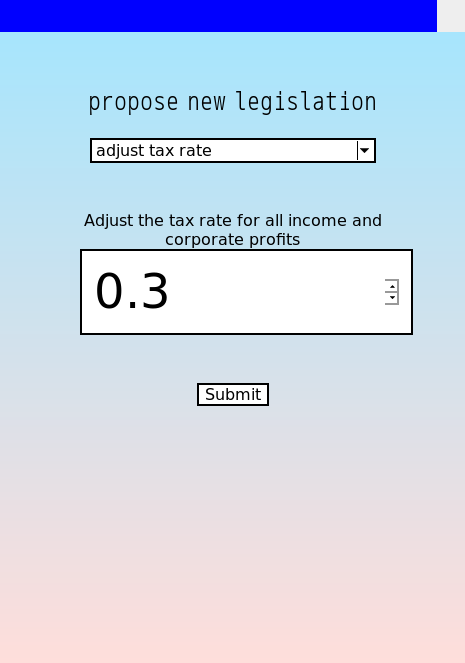 propose new legislation
adjust tax rate
Adjust the tax rate for all income and
corporate profits
0.3
Submit